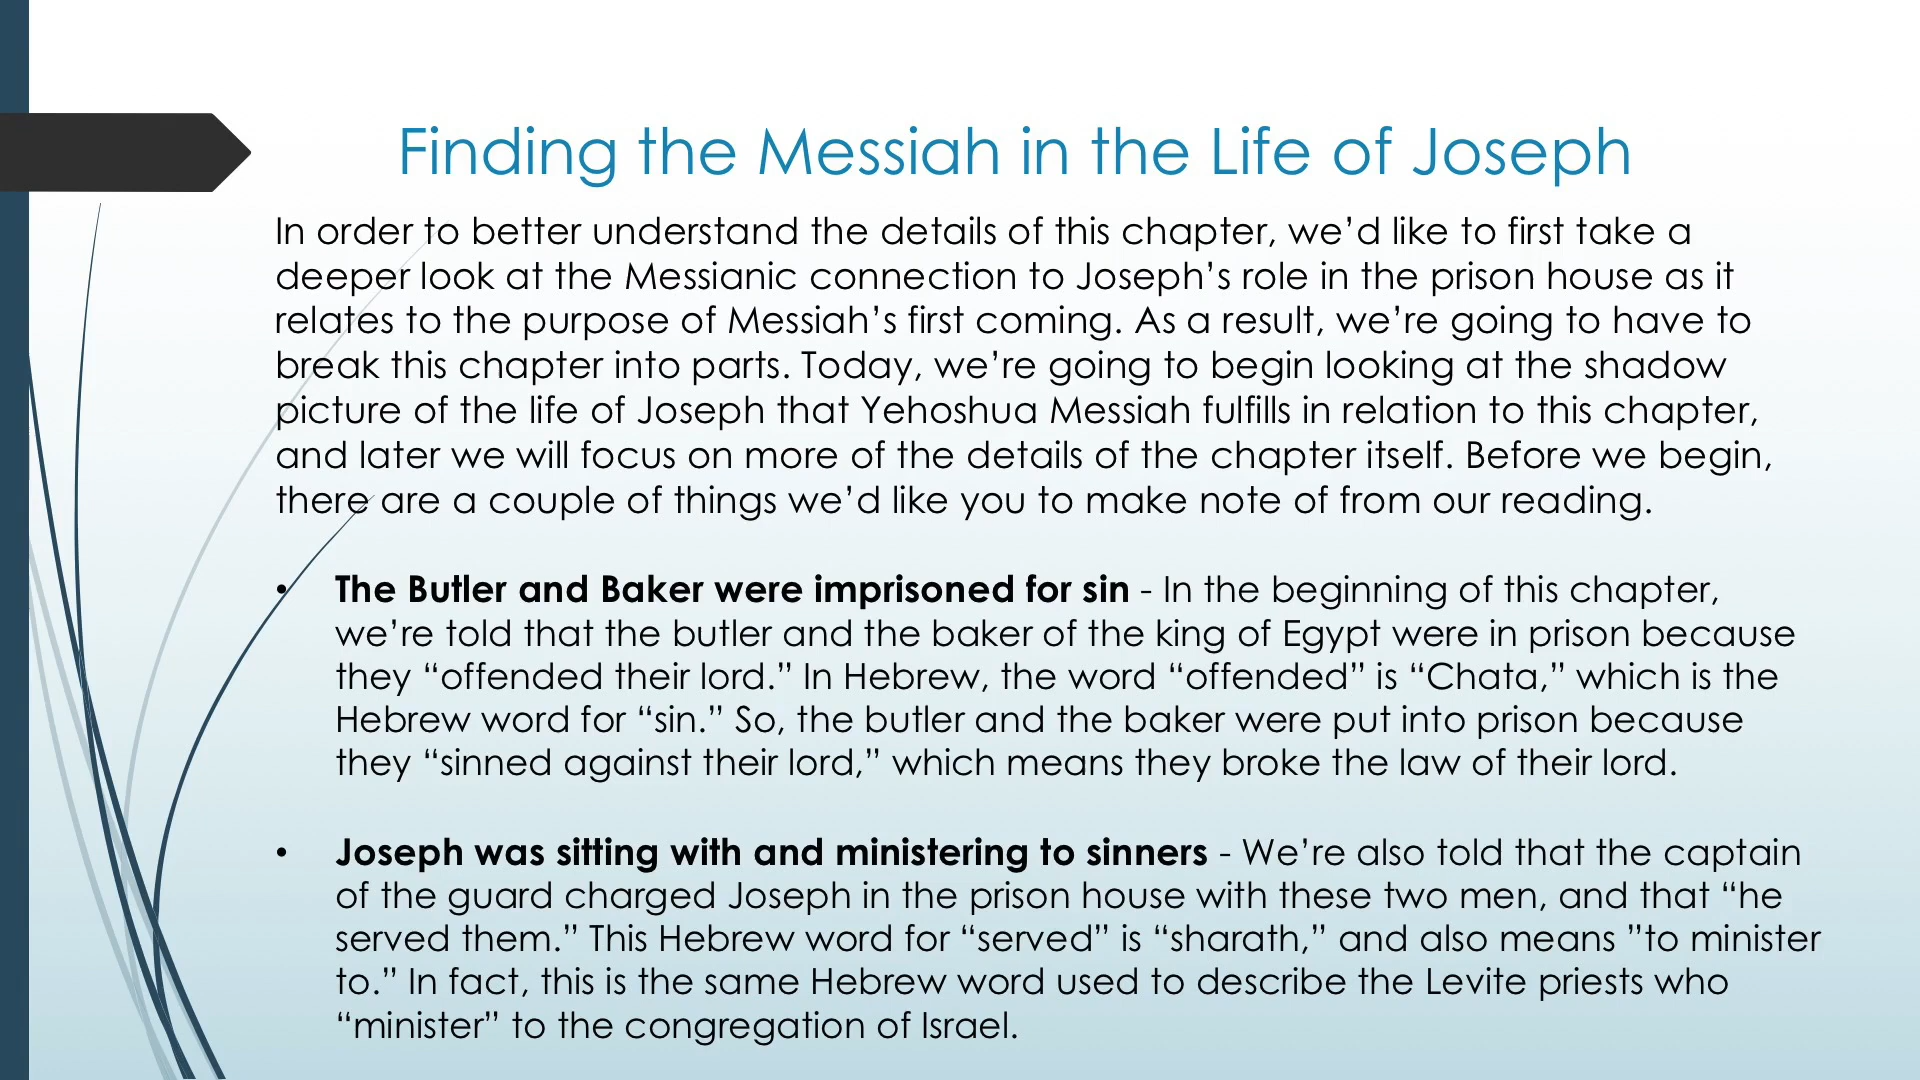 Finding the Messiah in the Life of Joseph
In order to better understand the details of this chapter, we’d like to first take a
deeper look at the Messianic connection to Joseph’s role in the prison house as it
relates to the purpose of Messiah’s first coming. As a result, we’re going to have to
break this chapter into parts. Today, we’re going to begin looking at the shadow
picture of the life of Joseph that Yehoshua Messiah fulfills in relation to this chapter,
and later we will focus on more of the details of the chapter itself. Before we begin,
there are a couple of things we’d like you to make note of from our reading.
• The Butler and Baker were imprisoned for sin - In the beginning of this chapter,
we’re told that the butler and the baker of the king of Egypt were in prison because
they “offended their lord.” In Hebrew, the word “offended” is “Chata,” which is the
Hebrew word for “sin.” So, the butler and the baker were put into prison because
they “sinned against their lord,” which means they broke the law of their lord.
• Joseph was sitting with and ministering to sinners - We’re also told that the captain
of the guard charged Joseph in the prison house with these two men, and that “he
served them.” This Hebrew word for “served” is “sharath,” and also means ”to minister
to.” In fact, this is the same Hebrew word used to describe the Levite priests who
“minister” to the congregation of Israel.